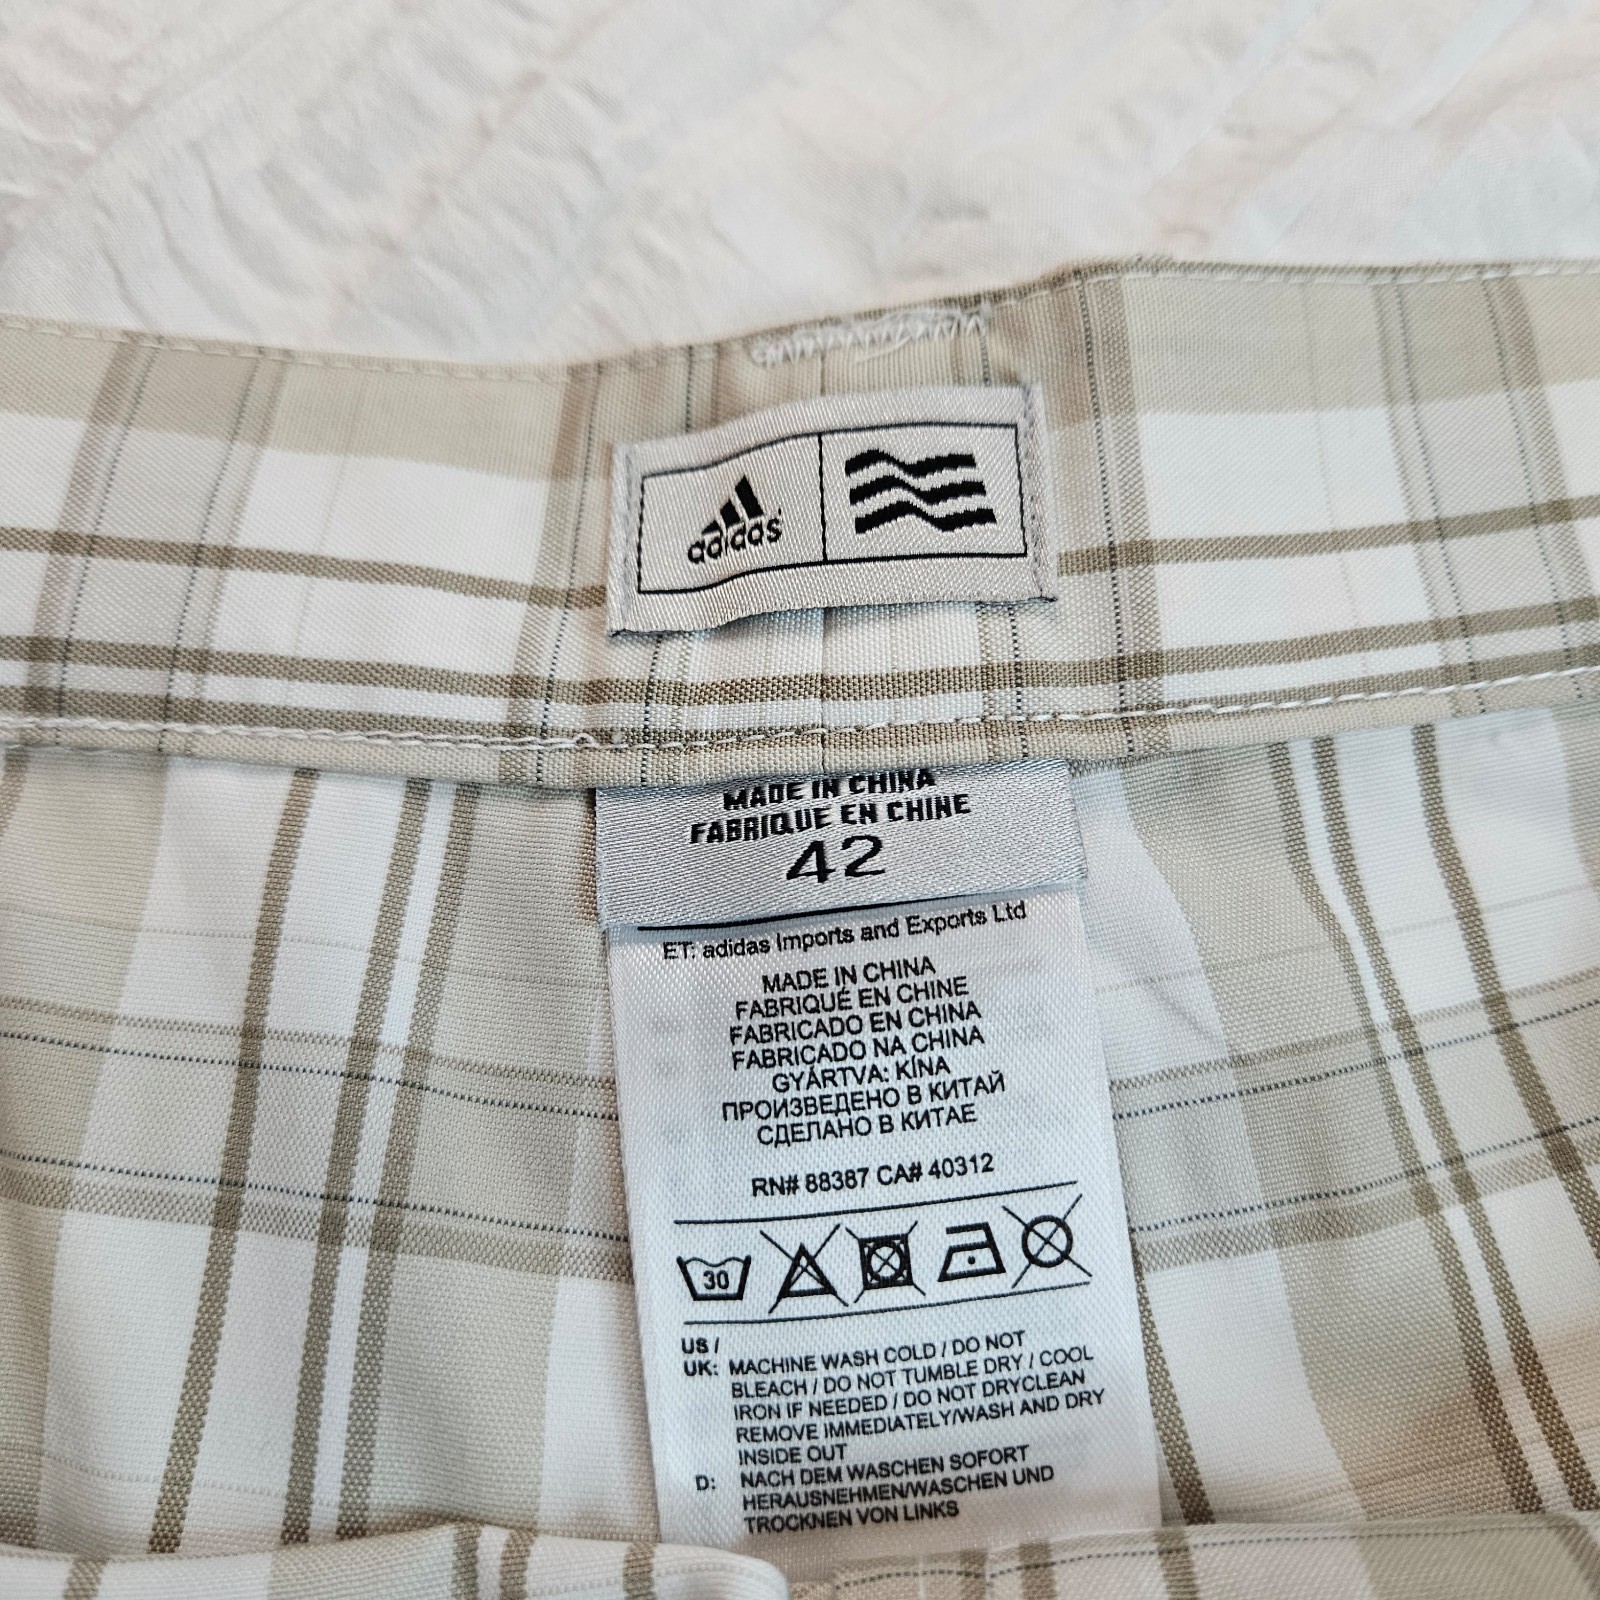 adidas
MADE IN CHINA
FABRIQUE EN CHINE
42
ET: adidas Imports and Exports Ltd
MADE IN CHINA
FABRIQUÉ EN CHINE
FABRICADO EN CHINA
FABRICADO NA CHINA
GYÁRTVA: KÍNA
ПРОИЗВЕДЕНО В КИТАЙ
СДЕЛАНО В КИТАЕ
RN# 88387 CA# 40312
30
US /
UK: MACHINE WASH COLD / DO NOT
BLEACH / DO NOT TUMBLE DRY / COOL
IRON IF NEEDED / DO NOT DRYCLEAN
REMOVE IMMEDIATELY/WASH AND DRY
INSIDE OUT
D: NACH DEM WASCHEN SOFORT
HERAUSNEHMEN/WASCHEN UND
TROCKNEN VON LINKS